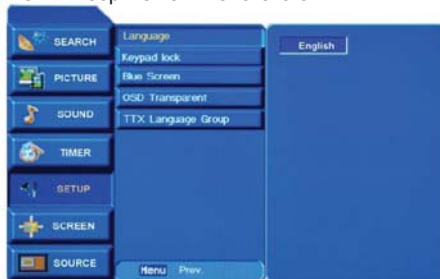 SEARCH
PICTURE
SOUND
TIMER
SETUP
SCREEN
SOURCE
Language
Keypad lock
Blue Screen
OSD Transparent
TTX Language Group
Menu Prev.
English